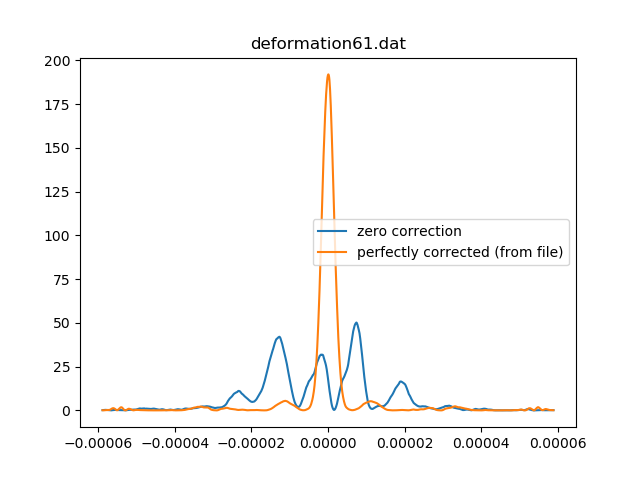 deformation61.dat
200
175
150
125
100
75
50
25
0
zero correction
perfectly corrected (from file)
−0.00006 −0.00004 −0.00002 0.00000 0.00002 0.00004 0.00006